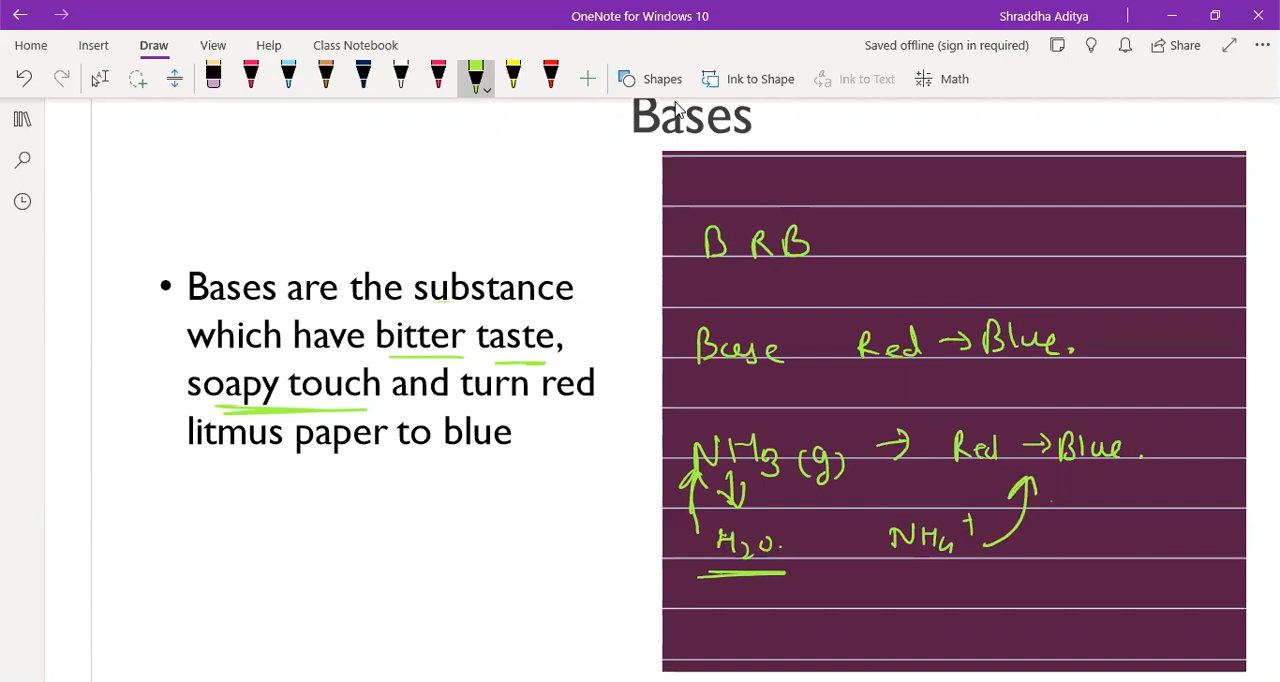 OneNote for Windows 10
Shraddha Aditya
Home Insert Draw View Help Class Notebook
Saved offline (sign in required) Share
Shapes Ink to Shape Ink to Text Math
Bases
• Bases are the substance
which have bitter taste,
soapy touch and turn red
litmus paper to blue
B R B
Base Red → Blue.
NH3 (g) → Red → Blue.
H2O. NH4+